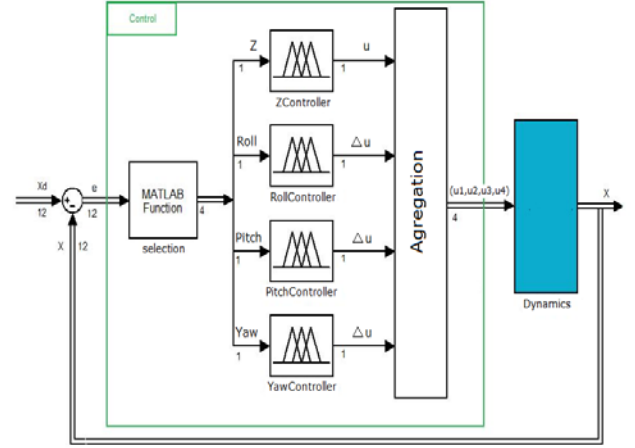 Control
Z
u
1
1
ZController
Roll
Δu
1
1
RollController
Xd
12
e
12
MATLAB
Function
4
selection
X
12
Pitch
Δu
1
1
PitchController
Yaw
Δu
1
1
YawController
Agregation
(u1,u2,u3,u4)
4
X
Dynamics